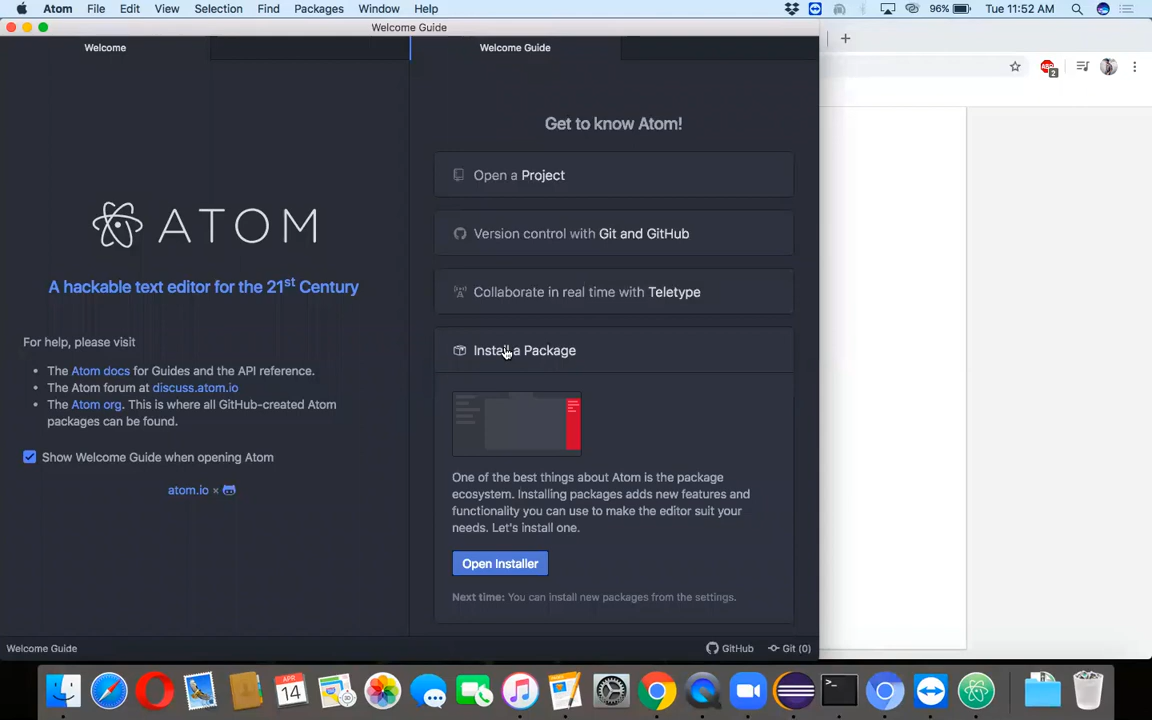 Atom File Edit View Selection Find Packages Window Help 96% Tue 11:52 AM
Welcome Guide
Welcome
Welcome Guide
ATOM
A hackable text editor for the 21st Century
For help, please visit
• The Atom docs for Guides and the API reference.
• The Atom forum at discuss.atom.io
• The Atom org. This is where all GitHub-created Atom
packages can be found.
Show Welcome Guide when opening Atom
atom.io ×
Get to know Atom!
Open a Project
Version control with Git and GitHub
Collaborate in real time with Teletype
Install a Package
One of the best things about Atom is the package
ecosystem. Installing packages adds new features and
functionality you can use to make the editor suit your
needs. Let's install one.
Open Installer
Next time: You can install new packages from the settings.
Welcome Guide
GitHub Git (0)
ABP
2
APR
14